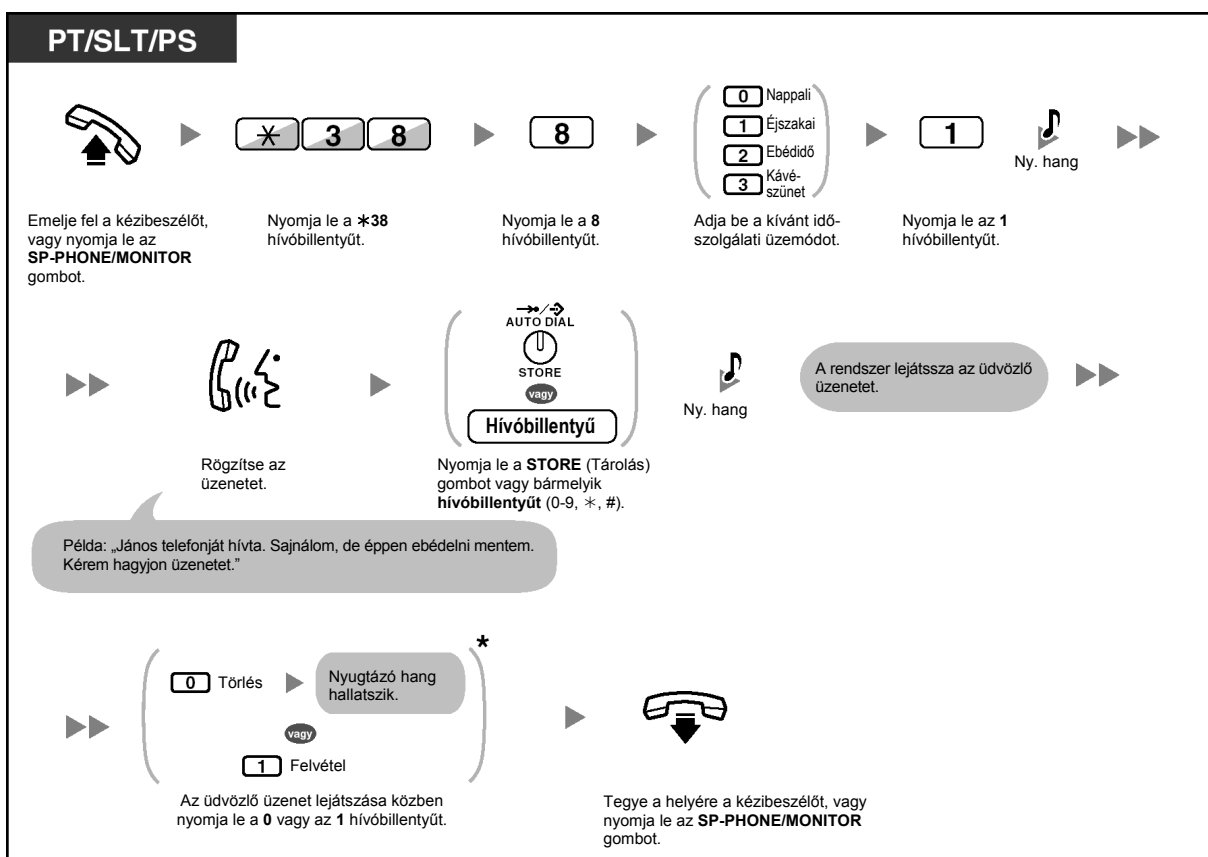 PT/SLT/PS
0 Nappali
1 Éjszakai
2 Ebédidő
3 Kávé-
szünet
✳ 3 8
8
1
Ny. hang
Emelje fel a kézibeszélőt,
vagy nyomja le az
SP-PHONE/MONITOR
gombot.
Nyomja le a ✳38
hívóbillentyűt.
Nyomja le a 8
hívóbillentyűt.
Adja be a kívánt idő-
szolgálati üzemódot.
Nyomja le az 1
hívóbillentyűt.
AUTO DIAL
STORE
vagy
Hívóbillentyű
Ny. hang
A rendszer lejátssza az üdvözlő
üzenetet.
Rögzítse az
üzenetet.
Nyomja le a STORE (Tárolás)
gombot vagy bármelyik
hívóbillentyűt (0-9, ✳, #).
Példa: „János telefonját hívta. Sajnálom, de éppen ebédelni mentem.
Kérem hagyjon üzenetet.”
*
0 Törlés
Nyugtázó hang
hallatszik.
vagy
1 Felvétel
Az üdvözlő üzenet lejátszása közben
nyomja le a 0 vagy az 1 hívóbillentyűt.
Tegye a helyére a kézibeszélőt, vagy
nyomja le az SP-PHONE/MONITOR
gombot.